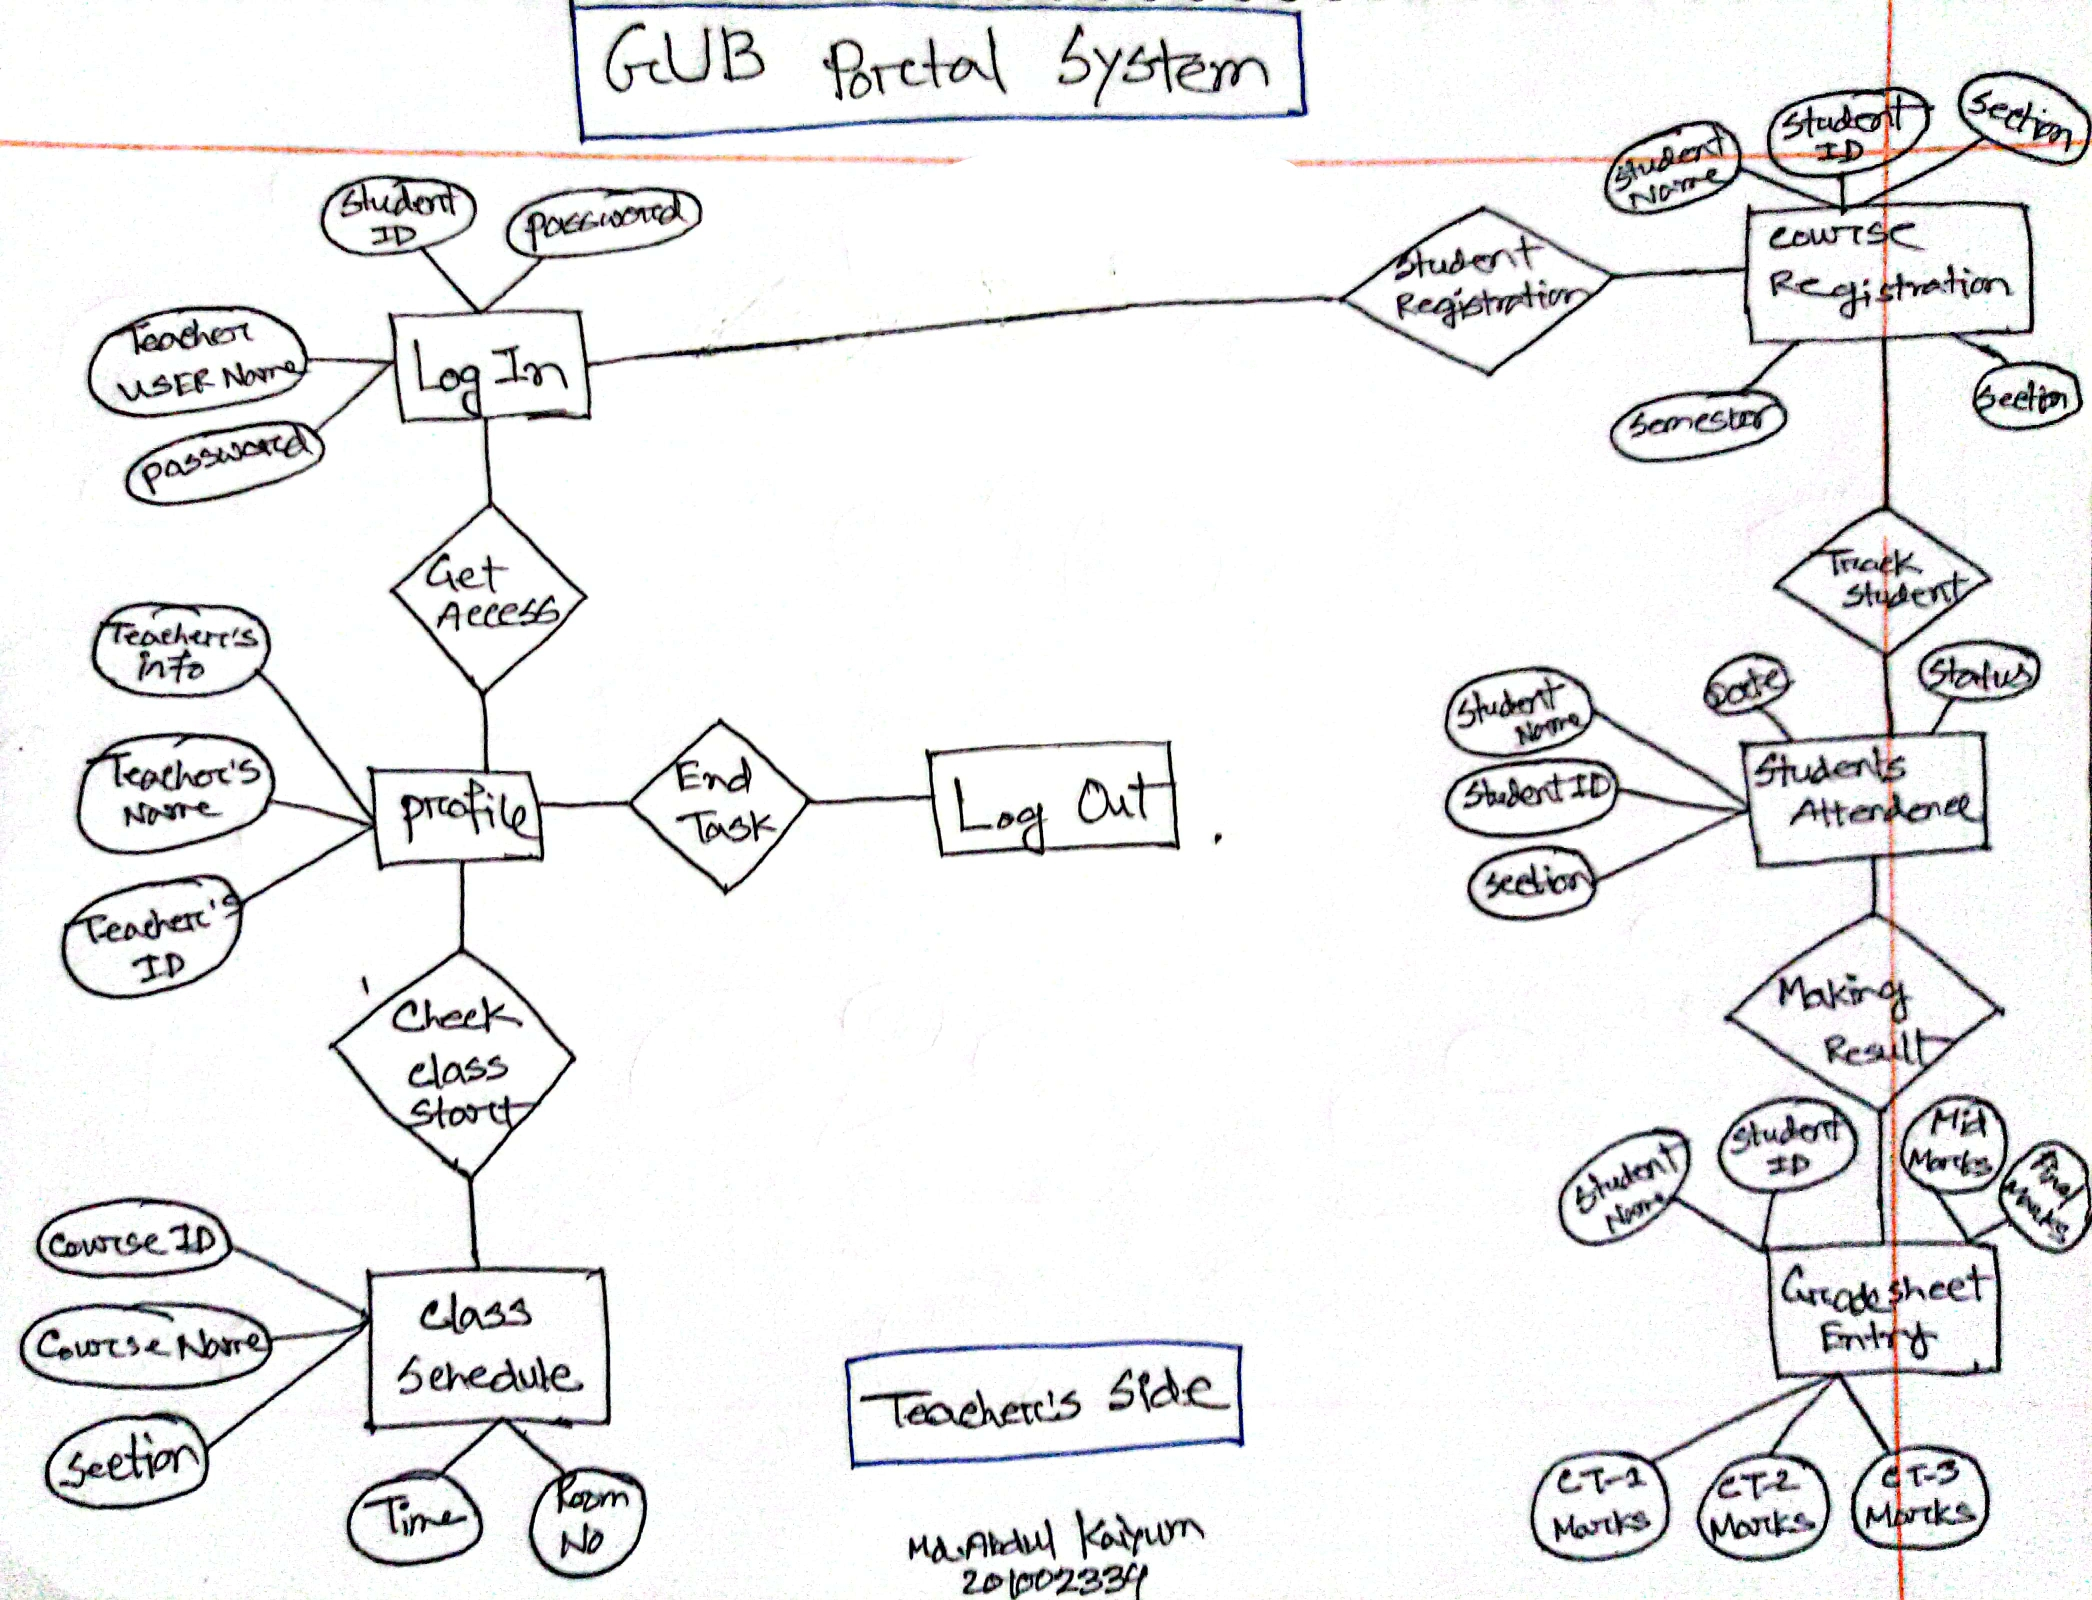 GUB Portal System
Student
ID
Password
Teacher
USER Name
Password
Log In
Student
Registration
Student
Name
Student
ID
Section
Course
Registration
Semester
Section
Get
Access
Track
Student
Teacher's
info
Teacher's
Name
Teacher's
ID
Profile
End
Task
Log Out
Student
Name
Date
Status
Student ID
Section
Students
Attendence
Check
class
Start
Making
Result
Student
Name
Student
ID
Mid
Marks
Final
Marks
Gradesheet
Entry
Course ID
Course Name
Section
Class
Schedule
Time
Room
No
Teacher's Side
CT-1
Marks
CT-2
Marks
CT-3
Marks
Md. Abdul Kaiyum
201002334